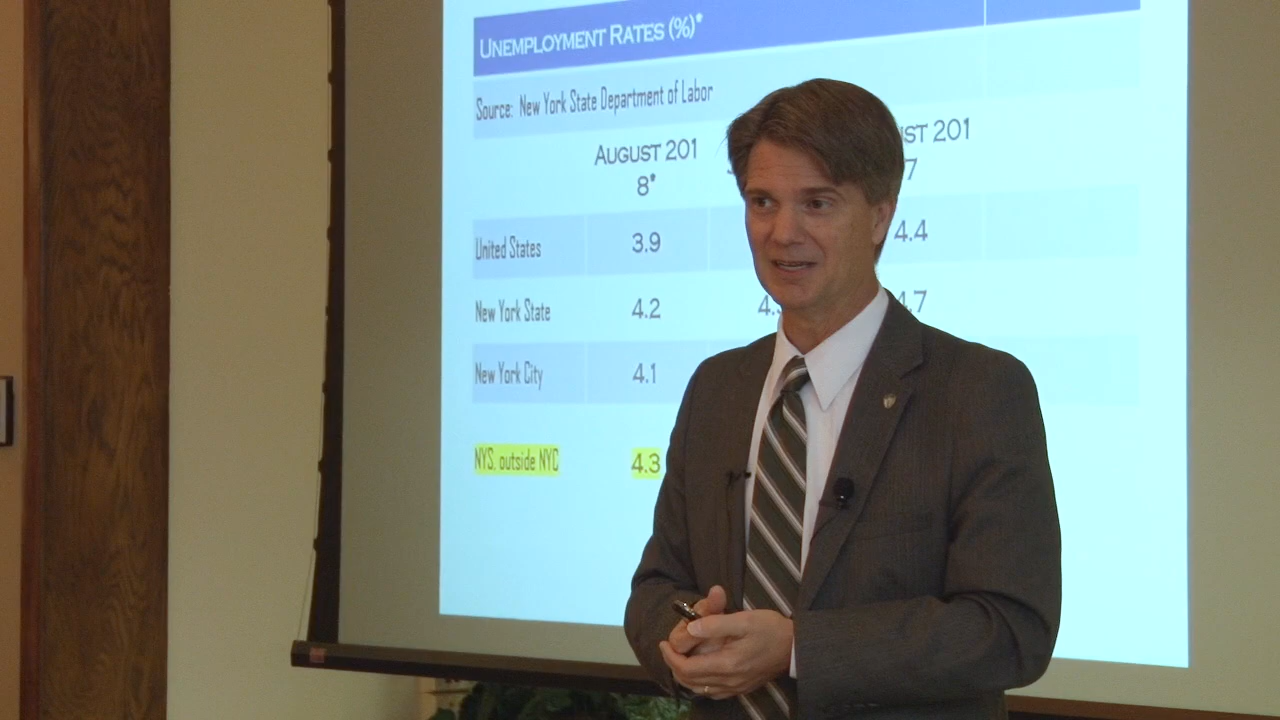 UNEMPLOYMENT RATES (%)*
Source: New York State Department of Labor
AUGUST 201
8*
201
7
United States 3.9 4.4
New York State 4.2 4.7
New York City 4.1
NYS, outside NYC 4.3